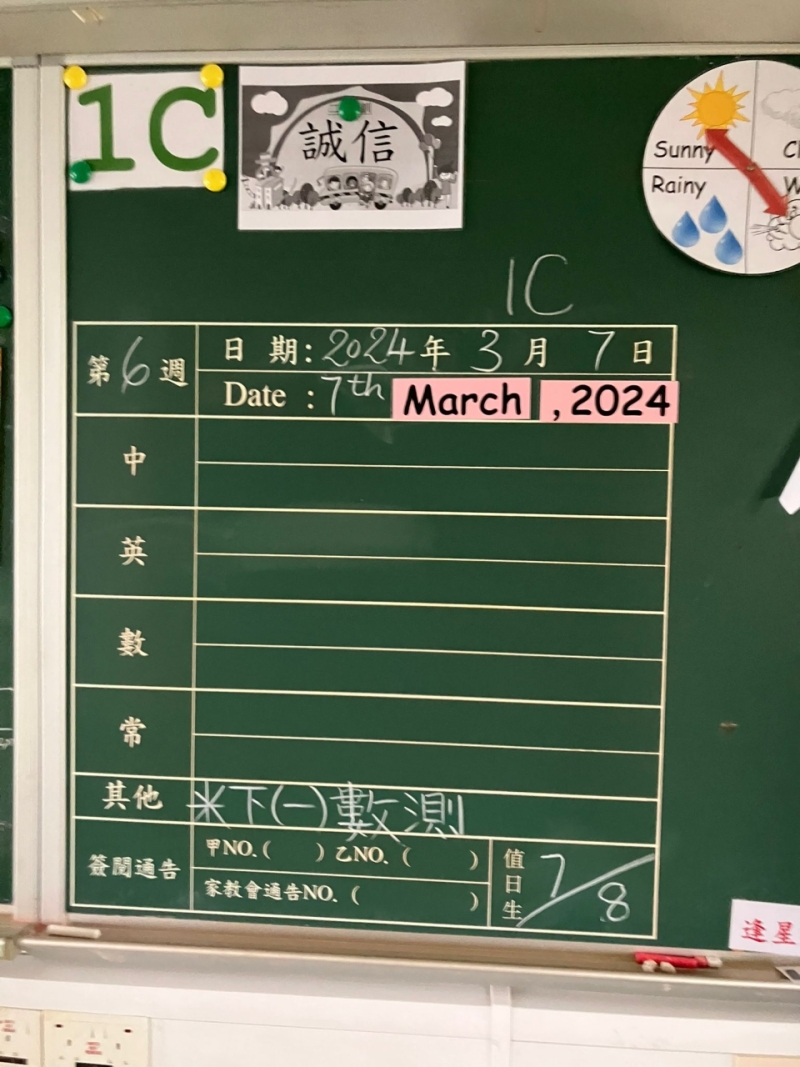 1C
誠信
Sunny
Rainy
1C
第6週
日 期: 2024年 3月 7日
Date : 7th March , 2024
中
英
數
常
其他 *下(一)數測
簽閱通告
甲NO.( ) 乙NO. ( )
家教會通告NO. ( )
值日生 7/8
逢星